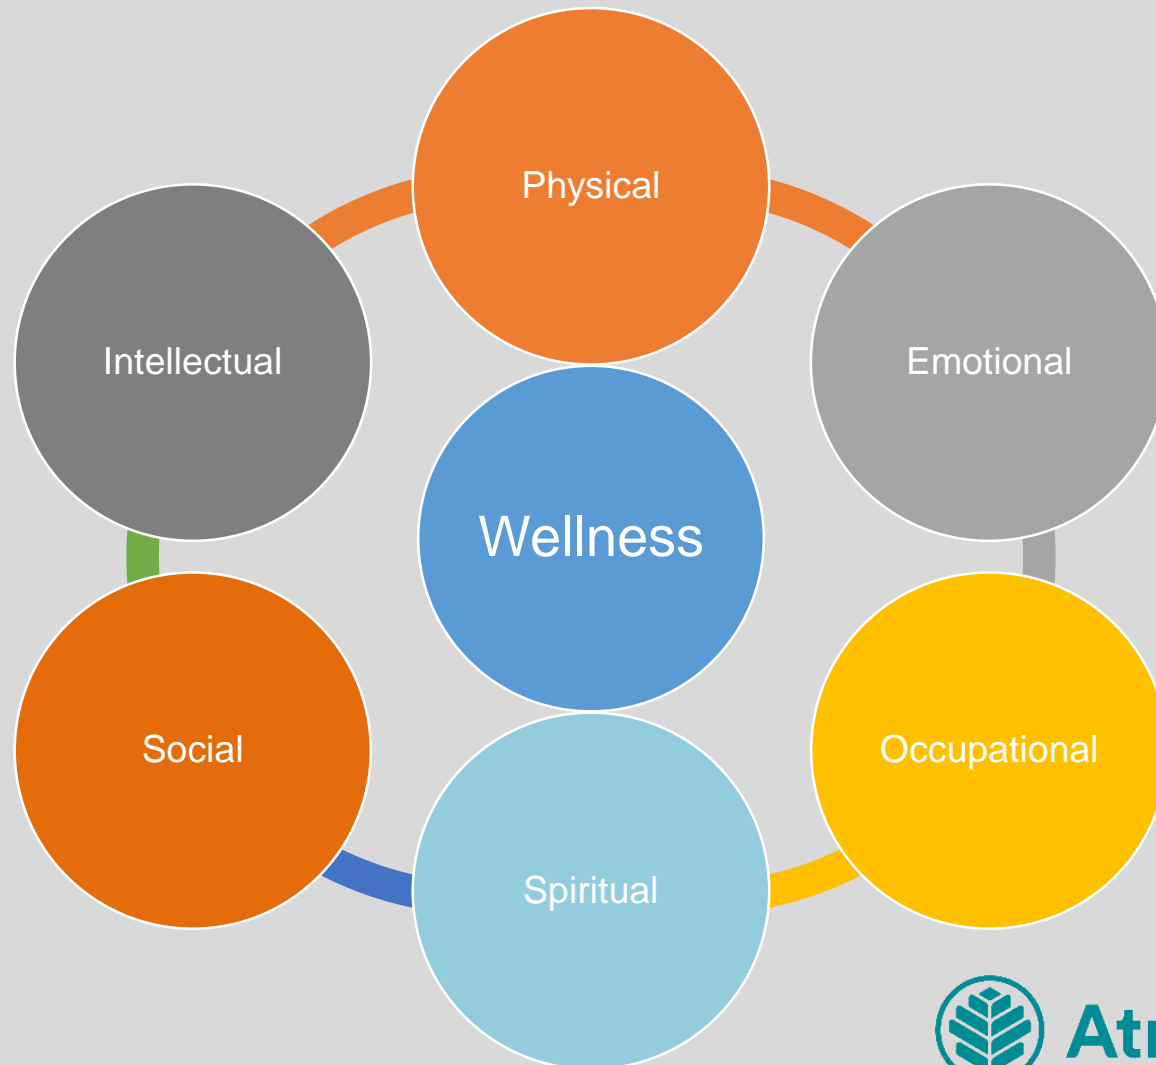 Physical
Intellectual
Emotional
Wellness
Social
Occupational
Spiritual